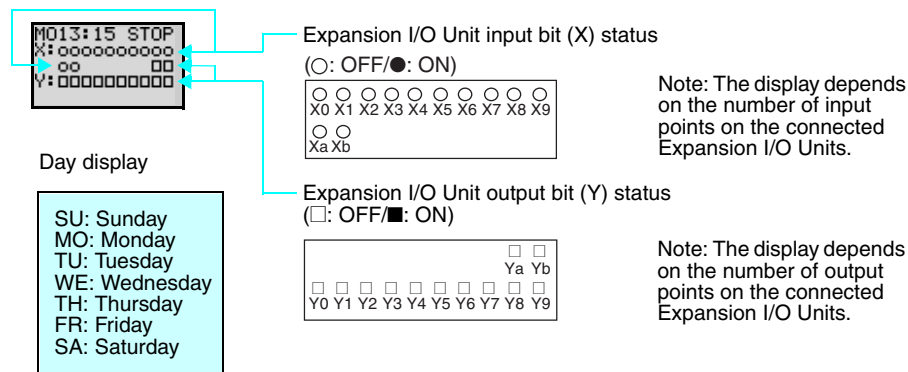 MO13:15 STOP
X:○○○○○○○○○○
○○ □□
Y:□□□□□□□□□□
Expansion I/O Unit input bit (X) status
(○: OFF/●: ON)
X0 X1 X2 X3 X4 X5 X6 X7 X8 X9
Xa Xb
Note: The display depends
on the number of input
points on the connected
Expansion I/O Units.
Day display
SU: Sunday
MO: Monday
TU: Tuesday
WE: Wednesday
TH: Thursday
FR: Friday
SA: Saturday
Expansion I/O Unit output bit (Y) status
(□: OFF/■: ON)
Ya Yb
Y0 Y1 Y2 Y3 Y4 Y5 Y6 Y7 Y8 Y9
Note: The display depends
on the number of output
points on the connected
Expansion I/O Units.